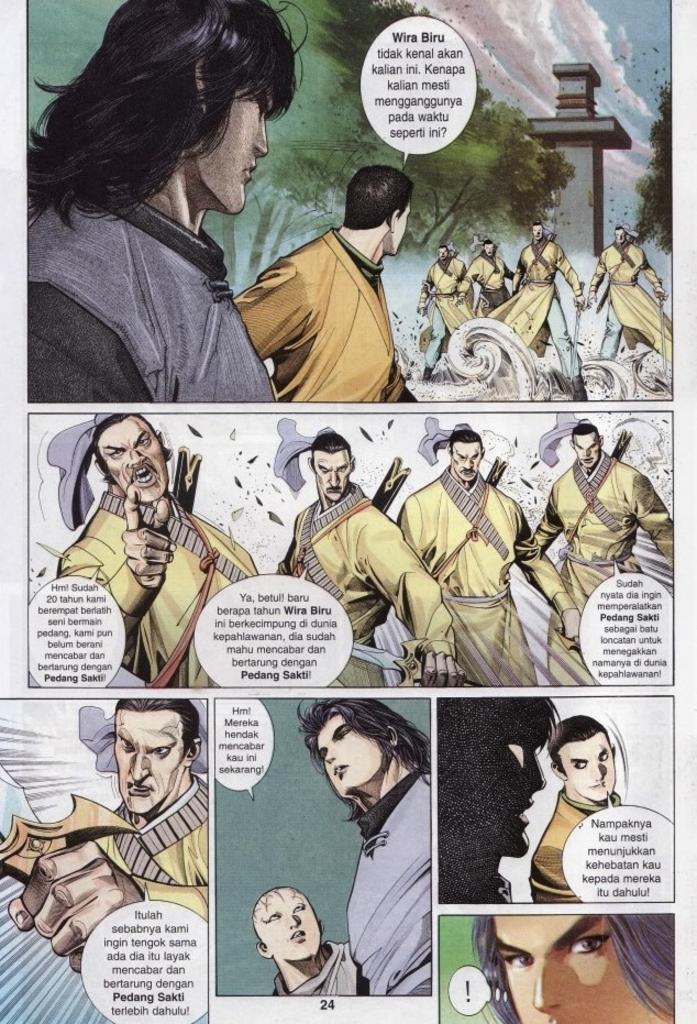 Wira Biru
tidak kenal akan
kalian ini. Kenapa
kalian mesti
mengganggunya
pada waktu
seperti ini?
Hm! Sudah
20 tahun kami
berempat berlatih
seni bermain
pedang, kami pun
belum berani
mencabar dan
bertarung dengan
Pedang Sakti!
Ya, betul! baru
berapa tahun Wira Biru
ini berkecimpung di dunia
kepahlawanan, dia sudah
mahu mencabar dan
bertarung dengan
Pedang Sakti!
Sudah
nyata dia ingin
memperalatkan
Pedang Sakti
sebagai batu
loncatan untuk
menegakkan
namanya di dunia
kepahlawanan!
Itulah
sebabnya kami
ingin tengok sama
ada dia itu layak
mencabar dan
bertarung dengan
Pedang Sakti
terlebih dahulu!
Hm!
Mereka
hendak
mencabar
kau ini
sekarang!
Nampaknya
kau mesti
menunjukkan
kehebatan kau
kepada mereka
itu dahulu!
!
24